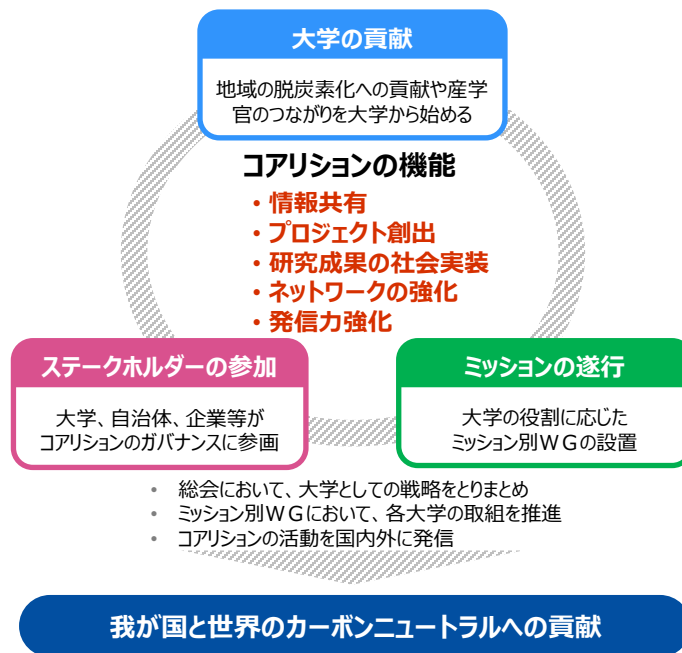 大学の貢献
地域の脱炭素化への貢献や産学
官のつながりを大学から始める
コアリションの機能
・情報共有
・プロジェクト創出
・研究成果の社会実装
・ネットワークの強化
・発信力強化
ステークホルダーの参加
大学、自治体、企業等が
コアリションのガバナンスに参画
ミッションの遂行
大学の役割に応じた
ミッション別ＷＧの設置
• 総会において、大学としての戦略をとりまとめ
• ミッション別ＷＧにおいて、各大学の取組を推進
• コアリションの活動を国内外に発信
我が国と世界のカーボンニュートラルへの貢献